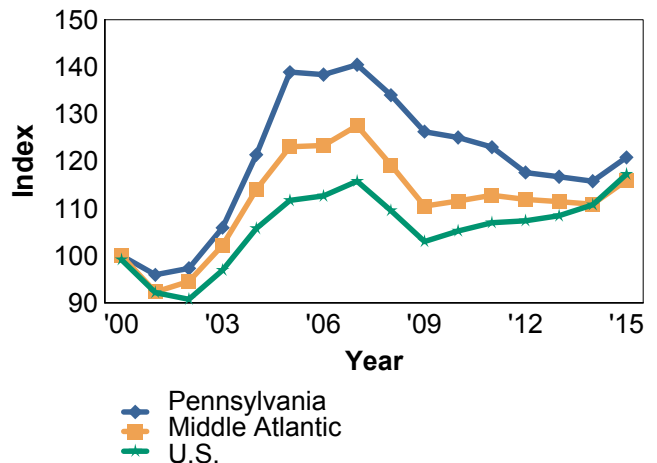 150
140
130
120
110
100
90
Index
'00 '03 '06 '09 '12 '15
Year
Pennsylvania
Middle Atlantic
U.S.